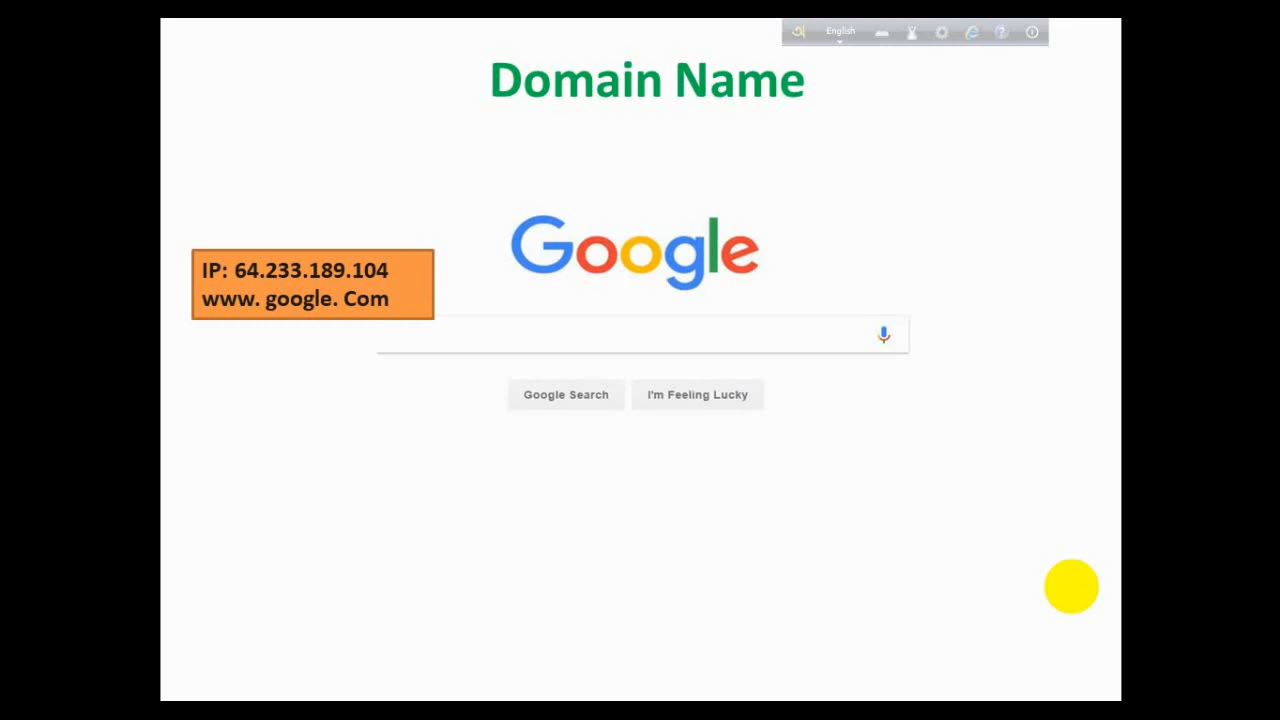 অ English
Domain Name
Google
IP: 64.233.189.104
www. google. Com
Google Search I'm Feeling Lucky